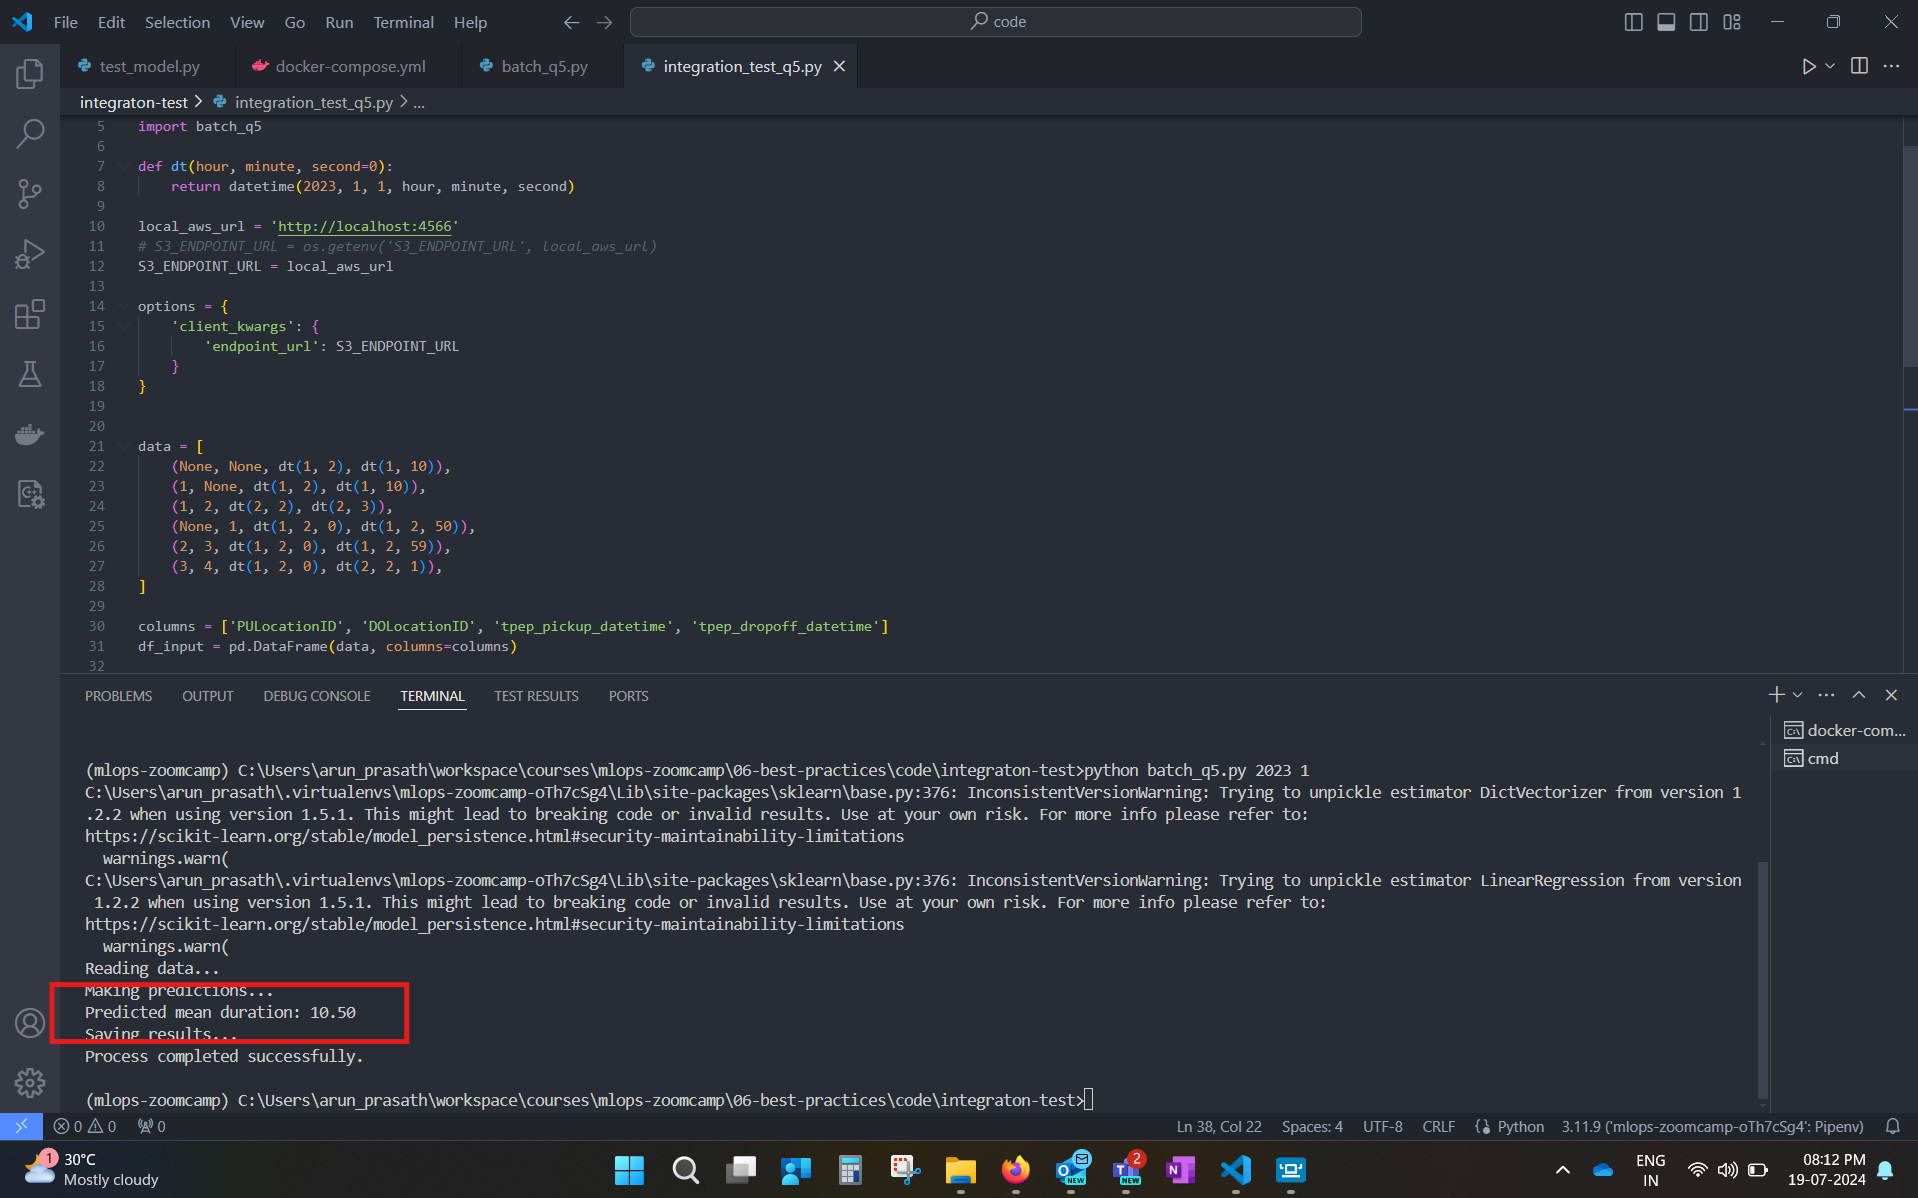 File Edit Selection View Go Run Terminal Help
code
test_model.py docker-compose.yml batch_q5.py integration_test_q5.py
integraton-test > integration_test_q5.py > ...
5 import batch_q5
6
7 def dt(hour, minute, second=0):
8 return datetime(2023, 1, 1, hour, minute, second)
9
10 local_aws_url = 'http://localhost:4566'
11 # S3_ENDPOINT_URL = os.getenv('S3_ENDPOINT_URL', local_aws_url)
12 S3_ENDPOINT_URL = local_aws_url
13
14 options = {
15 'client_kwargs': {
16 'endpoint_url': S3_ENDPOINT_URL
17 }
18 }
19
20
21 data = [
22 (None, None, dt(1, 2), dt(1, 10)),
23 (1, None, dt(1, 2), dt(1, 10)),
24 (1, 2, dt(2, 2), dt(2, 3)),
25 (None, 1, dt(1, 2, 0), dt(1, 2, 50)),
26 (2, 3, dt(1, 2, 0), dt(1, 2, 59)),
27 (3, 4, dt(1, 2, 0), dt(2, 2, 1)),
28 ]
29
30 columns = ['PULocationID', 'DOLocationID', 'tpep_pickup_datetime', 'tpep_dropoff_datetime']
31 df_input = pd.DataFrame(data, columns=columns)
32
PROBLEMS OUTPUT DEBUG CONSOLE TERMINAL TEST RESULTS PORTS
docker-com...
cmd
(mlops-zoomcamp) C:\Users\arun_prasath\workspace\courses\mlops-zoomcamp\06-best-practices\code\integraton-test>python batch_q5.py 2023 1
C:\Users\arun_prasath\.virtualenvs\mlops-zoomcamp-oTh7cSg4\Lib\site-packages\sklearn\base.py:376: InconsistentVersionWarning: Trying to unpickle estimator DictVectorizer from version 1
.2.2 when using version 1.5.1. This might lead to breaking code or invalid results. Use at your own risk. For more info please refer to:
https://scikit-learn.org/stable/model_persistence.html#security-maintainability-limitations
warnings.warn(
C:\Users\arun_prasath\.virtualenvs\mlops-zoomcamp-oTh7cSg4\Lib\site-packages\sklearn\base.py:376: InconsistentVersionWarning: Trying to unpickle estimator LinearRegression from version
1.2.2 when using version 1.5.1. This might lead to breaking code or invalid results. Use at your own risk. For more info please refer to:
https://scikit-learn.org/stable/model_persistence.html#security-maintainability-limitations
warnings.warn(
Reading data...
Making predictions...
Predicted mean duration: 10.50
Saving results...
Process completed successfully.
(mlops-zoomcamp) C:\Users\arun_prasath\workspace\courses\mlops-zoomcamp\06-best-practices\code\integraton-test>
0 0 0 Ln 38, Col 22 Spaces: 4 UTF-8 CRLF Python 3.11.9 ('mlops-zoomcamp-oTh7cSg4': Pipenv)
1 30°C
Mostly cloudy
NEW
2 NEW
N
ENG
IN
08:12 PM
19-07-2024